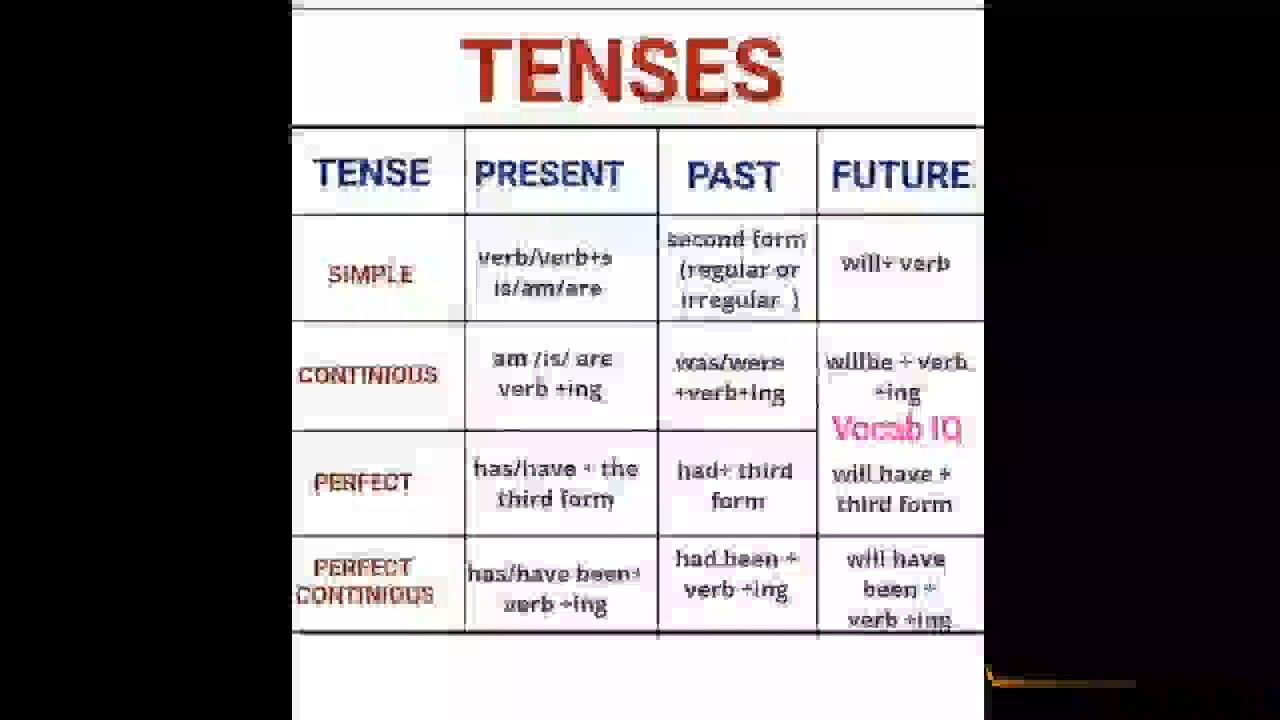 TENSES
TENSE PRESENT PAST FUTURE
SIMPLE
verb/verb+s
is/am/are
second form
(regular or
irregular )
will+ verb
CONTINIOUS
am /is/ are
verb +ing
was/were
+verb+ing
willbe + verb
+ing
Vocab IQ
PERFECT
has/have + the
third form
had+ third
form
will have +
third form
PERFECT
CONTINIOUS
has/have been+
verb +ing
had been +
verb +ing
will have
been +
verb +ing